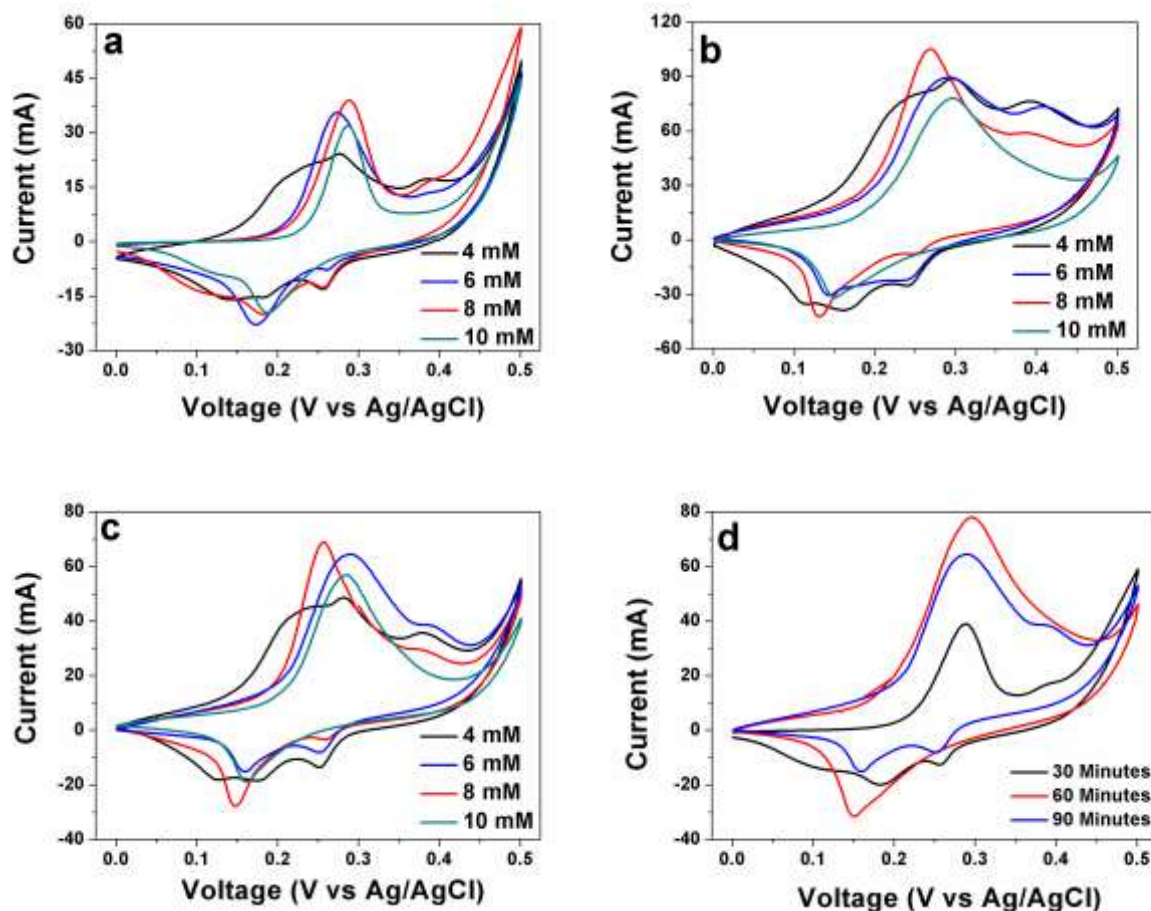 a
Current (mA)
60
45
30
15
0
-15
-30
0.0 0.1 0.2 0.3 0.4 0.5
Voltage (V vs Ag/AgCl)
4 mM
6 mM
8 mM
10 mM
b
Current (mA)
120
90
60
30
0
-30
-60
0.0 0.1 0.2 0.3 0.4 0.5
Voltage (V vs Ag/AgCl)
4 mM
6 mM
8 mM
10 mM
c
Current (mA)
80
60
40
20
0
-20
-40
0.0 0.1 0.2 0.3 0.4 0.5
Voltage (V vs Ag/AgCl)
4 mM
6 mM
8 mM
10 mM
d
Current (mA)
80
60
40
20
0
-20
-40
0.0 0.1 0.2 0.3 0.4 0.5
Voltage (V vs Ag/AgCl)
30 Minutes
60 Minutes
90 Minutes